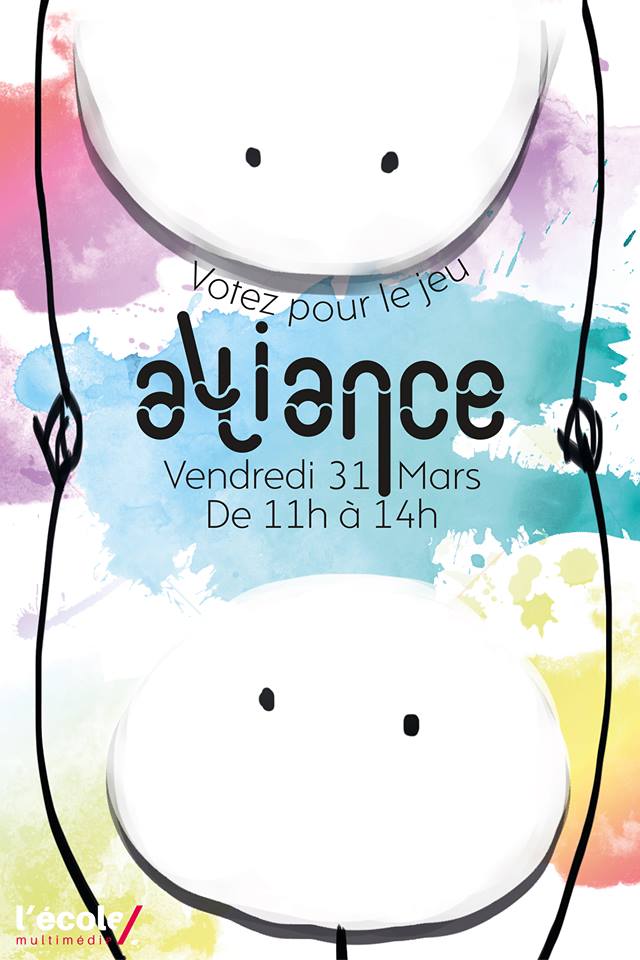 Votez pour le jeu
alliance
Vendredi 31 Mars
De 11h à 14h
l'école/
multimédia